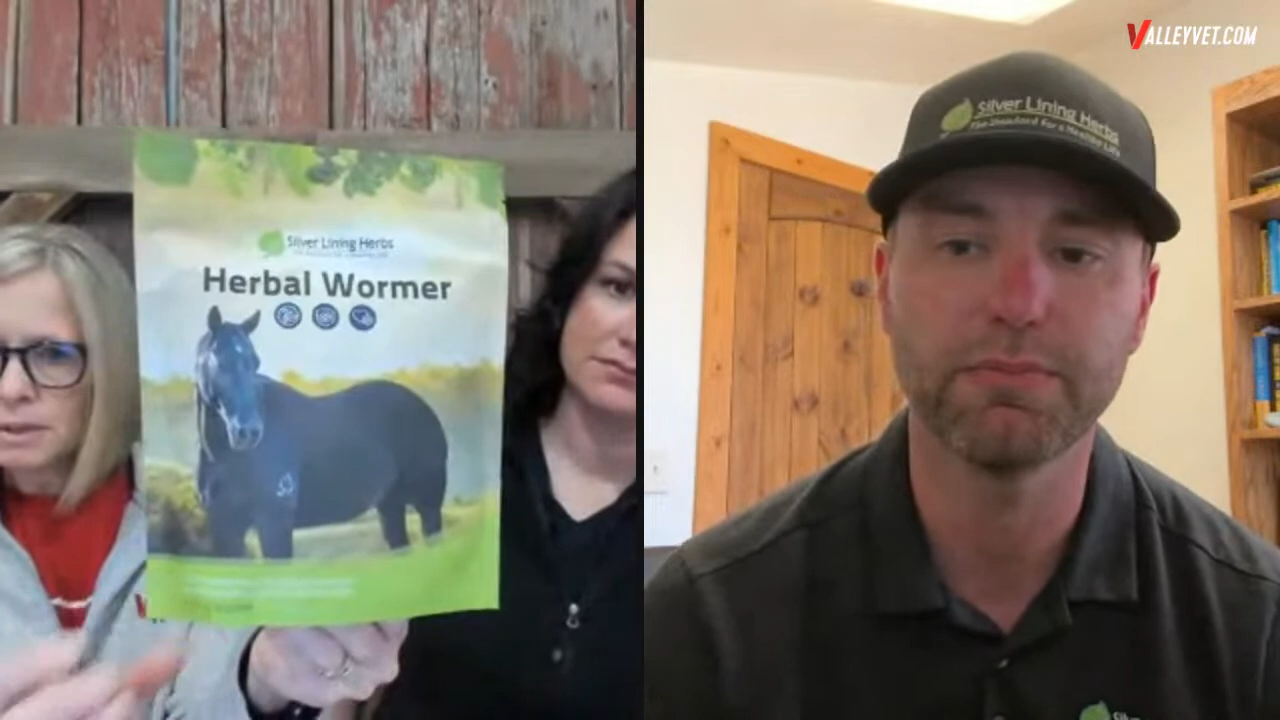 VALLEYVET.COM
Silver Lining Herbs
Herbal Wormer
Silver Lining Herbs
The Standard for a Healthy Life